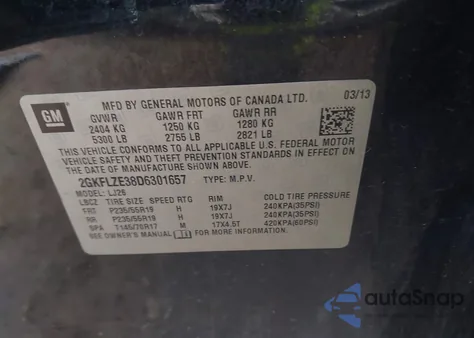 GM
MFD BY GENERAL MOTORS OF CANADA LTD. 03/13
GVWR GAWR FRT GAWR RR
2404 KG 1250 KG 1280 KG
5300 LB 2755 LB 2821 LB
THIS VEHICLE CONFORMS TO ALL APPLICABLE U.S. FEDERAL MOTOR
VEHICLE SAFETY, BUMPER, AND THEFT PREVENTION STANDARDS IN EFFECT ON THE
DATE OF MANUFACTURE SHOWN ABOVE.
2GKFLZE38D6301657 TYPE: M.P.V.
MODEL: LJ26
LBCZ TIRE SIZE SPEED RTG RIM COLD TIRE PRESSURE
FRT P235/55R19 H 19X7J 240KPA(35PSI)
RR P235/55R19 H 19X7J 240KPA(35PSI)
SPA T145/75R17 M 17X4.5T 420KPA(60PSI)
SEE OWNER'S MANUAL FOR MORE INFORMATION.
autoSnap